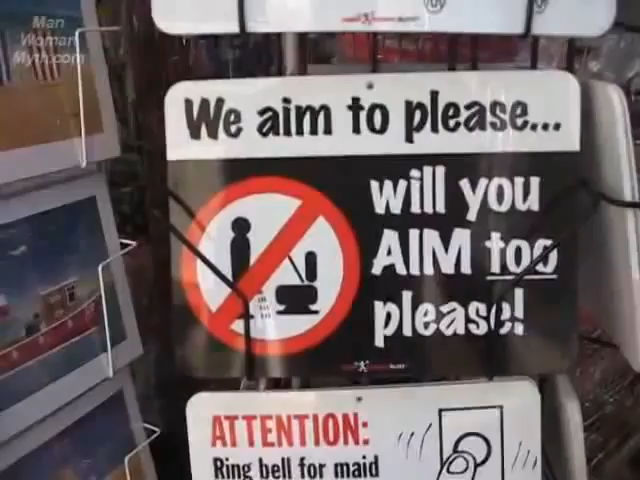 Man
Woman
Myth.com
We aim to please...
will you
AIM too
please!
ATTENTION:
Ring bell for maid